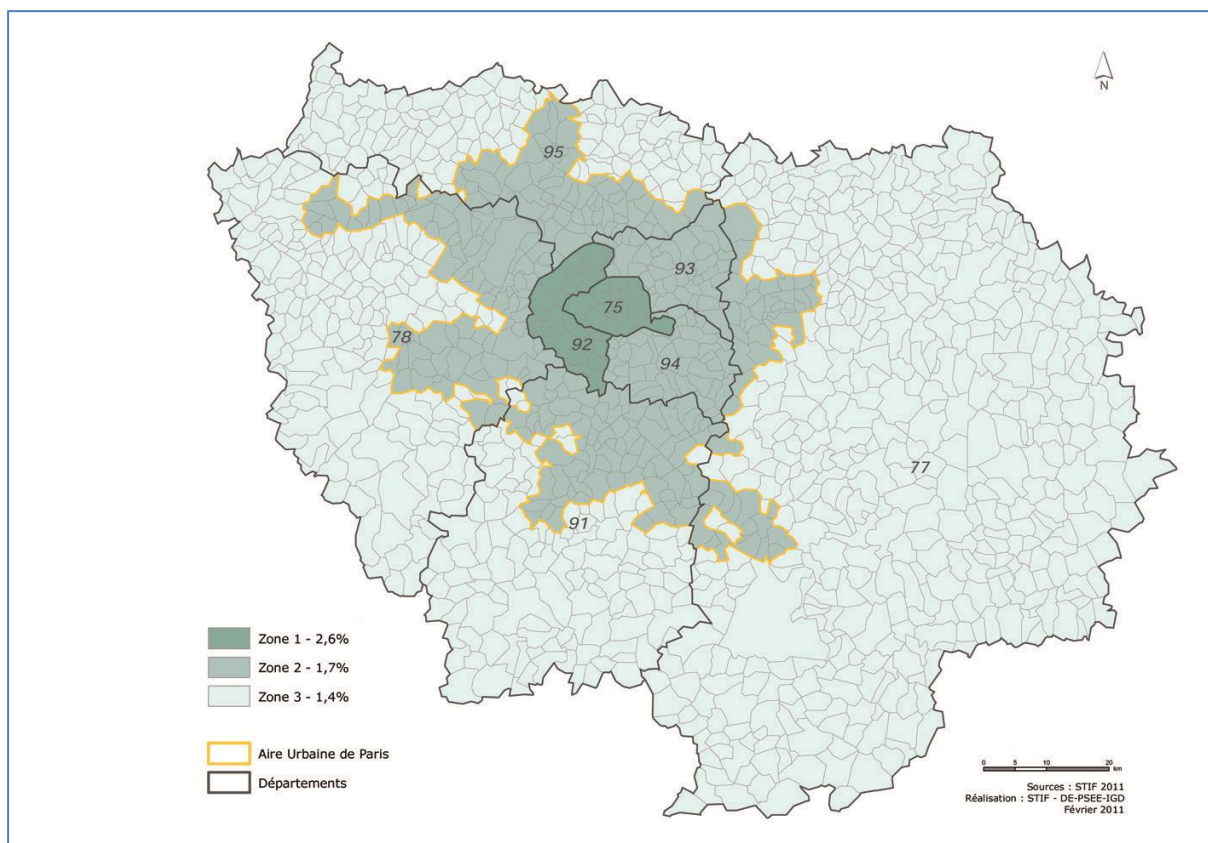 N
95
93
75
78
92
94
77
91
Zone 1 - 2,6%
Zone 2 - 1,7%
Zone 3 - 1,4%
Aire Urbaine de Paris
Départements
0 5 10 20
km
Sources : STIF 2011
Réalisation : STIF - DE-PSEE-IGD
Février 2011